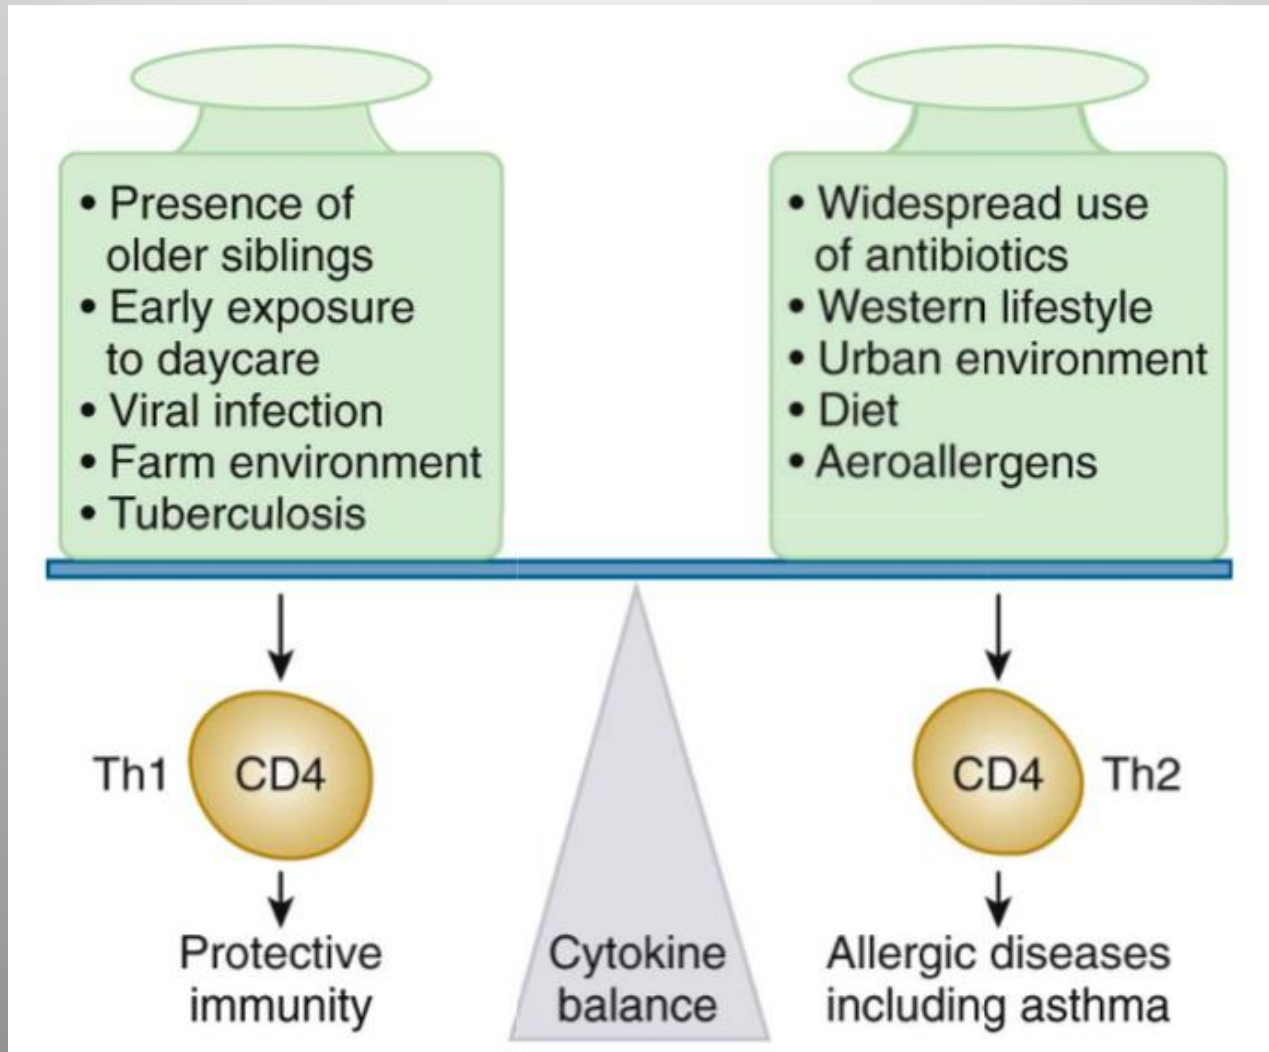 • Presence of
older siblings
• Early exposure
to daycare
• Viral infection
• Farm environment
• Tuberculosis
• Widespread use
of antibiotics
• Western lifestyle
• Urban environment
• Diet
• Aeroallergens
Th1
CD4
CD4
Th2
Protective
immunity
Cytokine
balance
Allergic diseases
including asthma